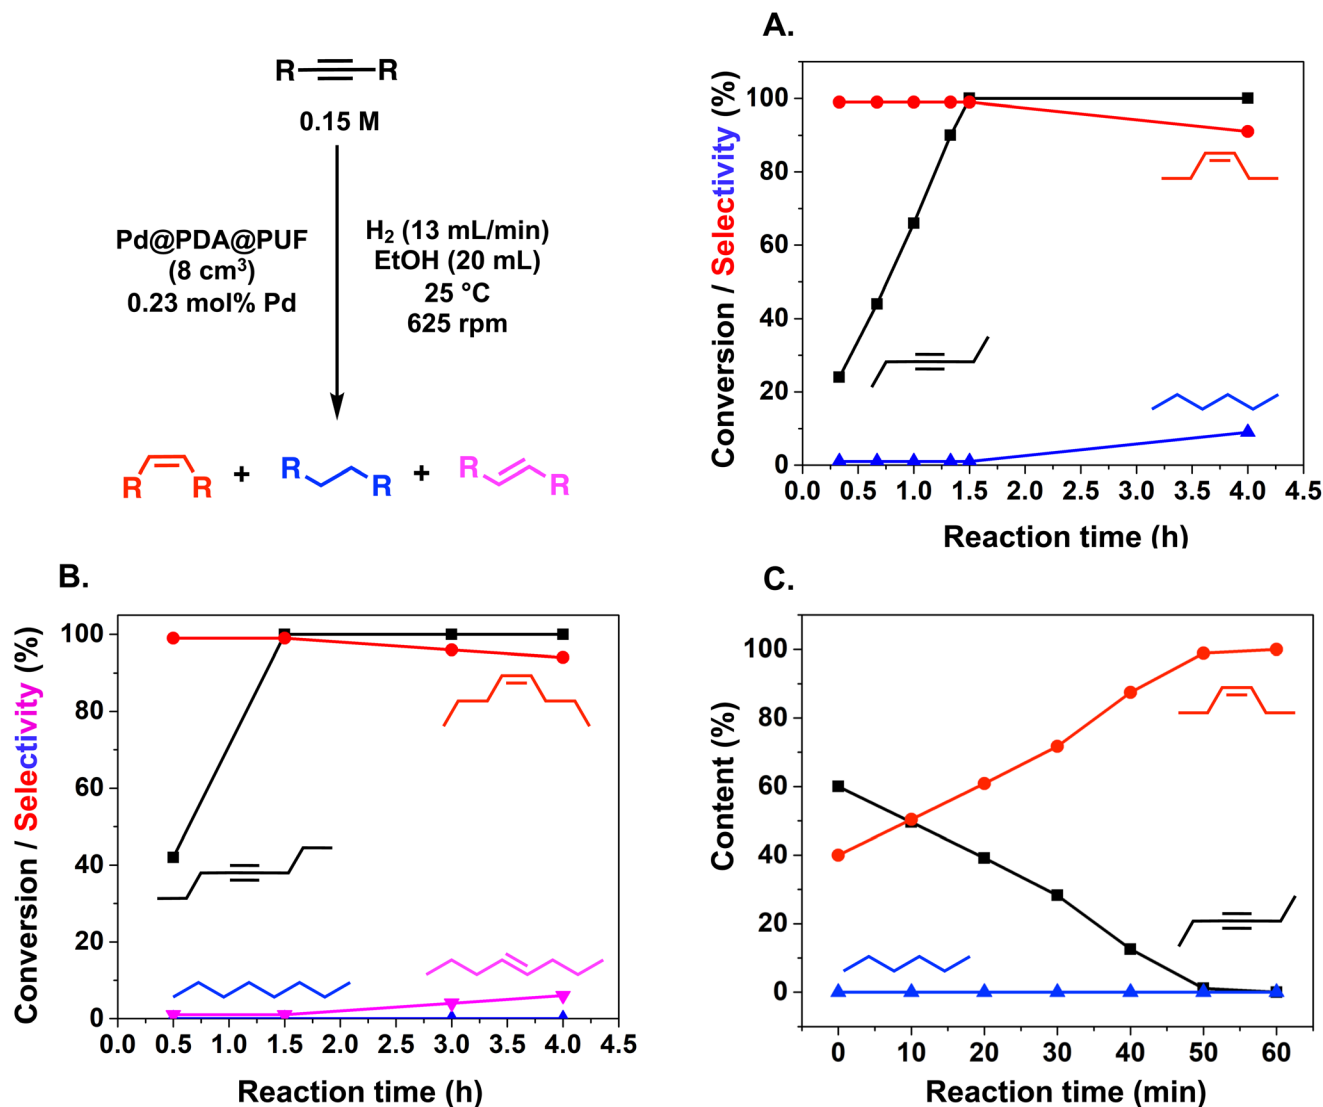 R R
0.15 M
Pd@PDA@PUF
(8 cm³)
0.23 mol% Pd
H₂ (13 mL/min)
EtOH (20 mL)
25 °C
625 rpm
R R + R R + R R
A.
Conversion / Selectivity (%)
100
80
60
40
20
0
0.0 0.5 1.0 1.5 2.0 2.5 3.0 3.5 4.0 4.5
Reaction time (h)
B.
Conversion / Selectivity (%)
100
80
60
40
20
0
0.0 0.5 1.0 1.5 2.0 2.5 3.0 3.5 4.0 4.5
Reaction time (h)
C.
Content (%)
100
80
60
40
20
0
0 10 20 30 40 50 60
Reaction time (min)